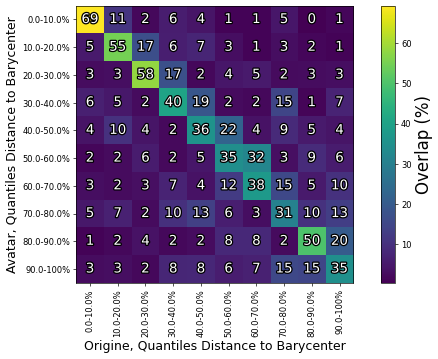 0.0-10.0% 69 11 2 6 4 1 1 5 0 1
10.0-20.0% 5 55 17 6 7 3 1 3 2 1
20.0-30.0% 3 3 58 17 2 4 5 2 3 3
30.0-40.0% 6 5 2 40 19 2 2 15 1 7
40.0-50.0% 4 10 4 2 36 22 4 9 5 4
50.0-60.0% 2 2 6 2 5 35 32 3 9 6
60.0-70.0% 3 2 3 7 4 12 38 15 5 10
70.0-80.0% 5 7 2 10 13 6 3 31 10 13
80.0-90.0% 1 2 4 2 2 8 8 2 50 20
90.0-100% 3 3 2 8 8 6 7 15 15 35
Avatar, Quantiles Distance to Barycenter
0.0-10.0% 10.0-20.0% 20.0-30.0% 30.0-40.0% 40.0-50.0% 50.0-60.0% 60.0-70.0% 70.0-80.0% 80.0-90.0% 90.0-100%
Origine, Quantiles Distance to Barycenter
60
50
40
30
20
10
Overlap (%)